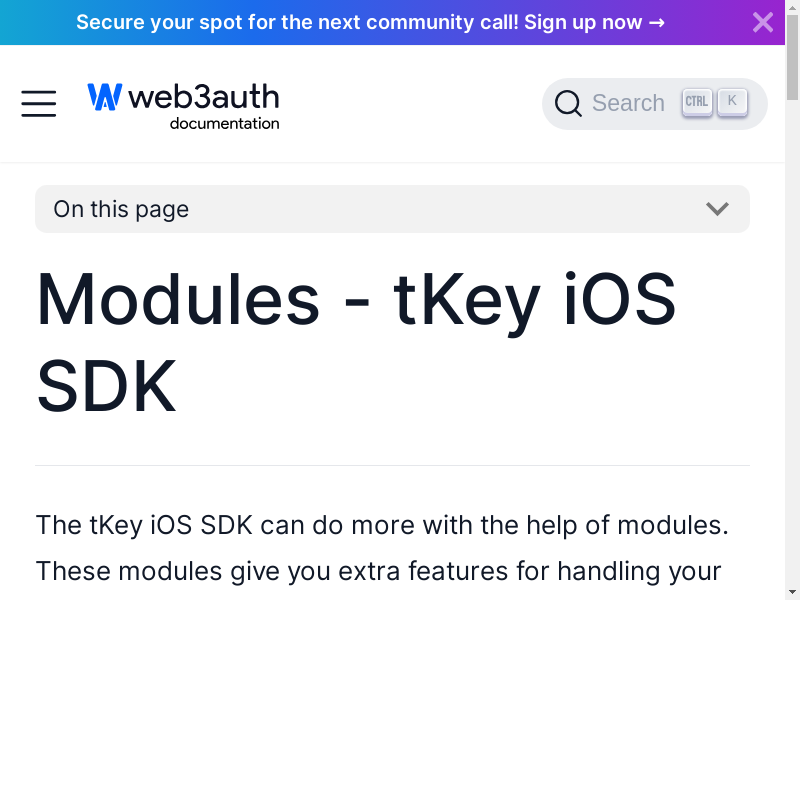 Secure your spot for the next community call! Sign up now →
web3auth
documentation
Search
CTRL
K
On this page
Modules - tKey iOS
SDK
The tKey iOS SDK can do more with the help of modules.
These modules give you extra features for handling your